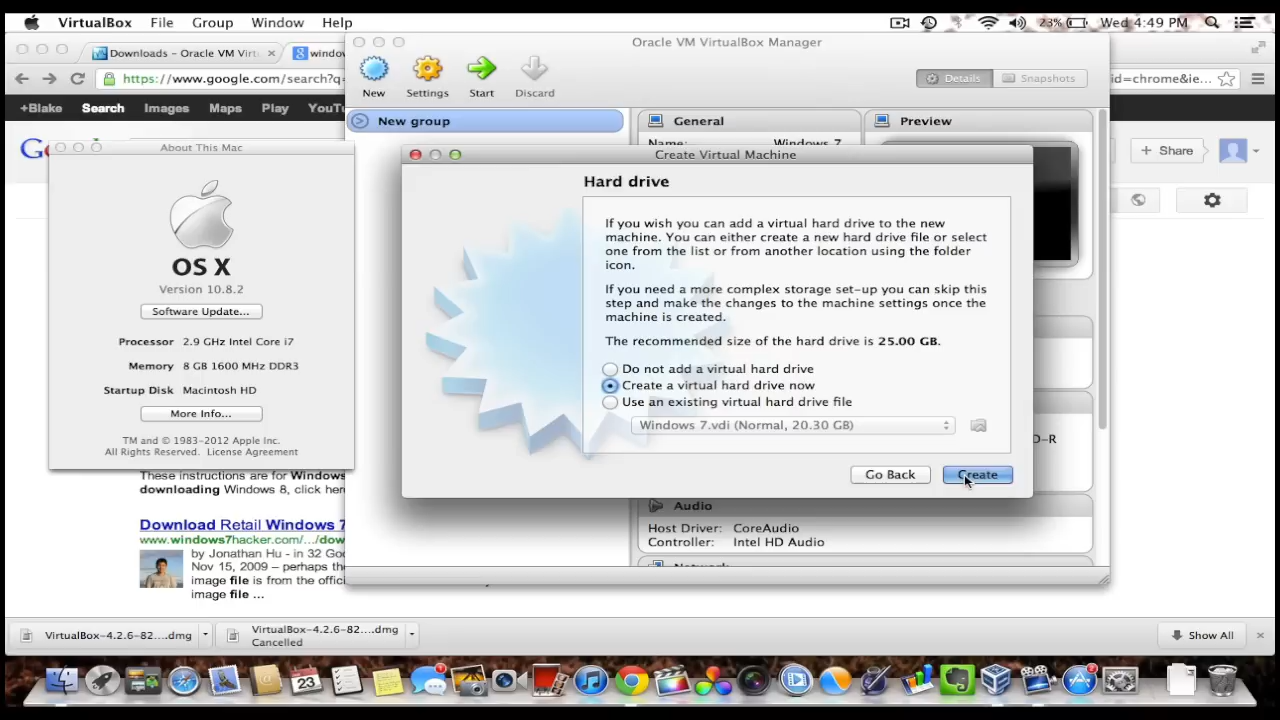 VirtualBox File Group Window Help
23% Wed 4:49 PM
Downloads – Oracle VM Virt
window
https://www.google.com/search?q=
id=chrome&ie...
+Blake Search Images Maps Play YouTu
Share
Oracle VM VirtualBox Manager
New Settings Start Discard
Details Snapshots
New group
General
Name: Windows 7
Preview
About This Mac
OS X
Version 10.8.2
Software Update...
Processor 2.9 GHz Intel Core i7
Memory 8 GB 1600 MHz DDR3
Startup Disk Macintosh HD
More Info...
TM and © 1983–2012 Apple Inc.
All Rights Reserved. License Agreement
Create Virtual Machine
Hard drive
If you wish you can add a virtual hard drive to the new
machine. You can either create a new hard drive file or select
one from the list or from another location using the folder
icon.
If you need a more complex storage set-up you can skip this
step and make the changes to the machine settings once the
machine is created.
The recommended size of the hard drive is 25.00 GB.
Do not add a virtual hard drive
Create a virtual hard drive now
Use an existing virtual hard drive file
Windows 7.vdi (Normal, 20.30 GB)
Go Back Create
D-R
Audio
Host Driver: CoreAudio
Controller: Intel HD Audio
These instructions are for Windows
downloading Windows 8, click here
Download Retail Windows 7
www.windows7hacker.com/.../dow
by Jonathan Hu - in 32 Goo
Nov 15, 2009 – perhaps the
image file is from the offici
image file ...
VirtualBox-4.2.6-82....dmg
VirtualBox-4.2.6-82....dmg
Cancelled
Show All
23